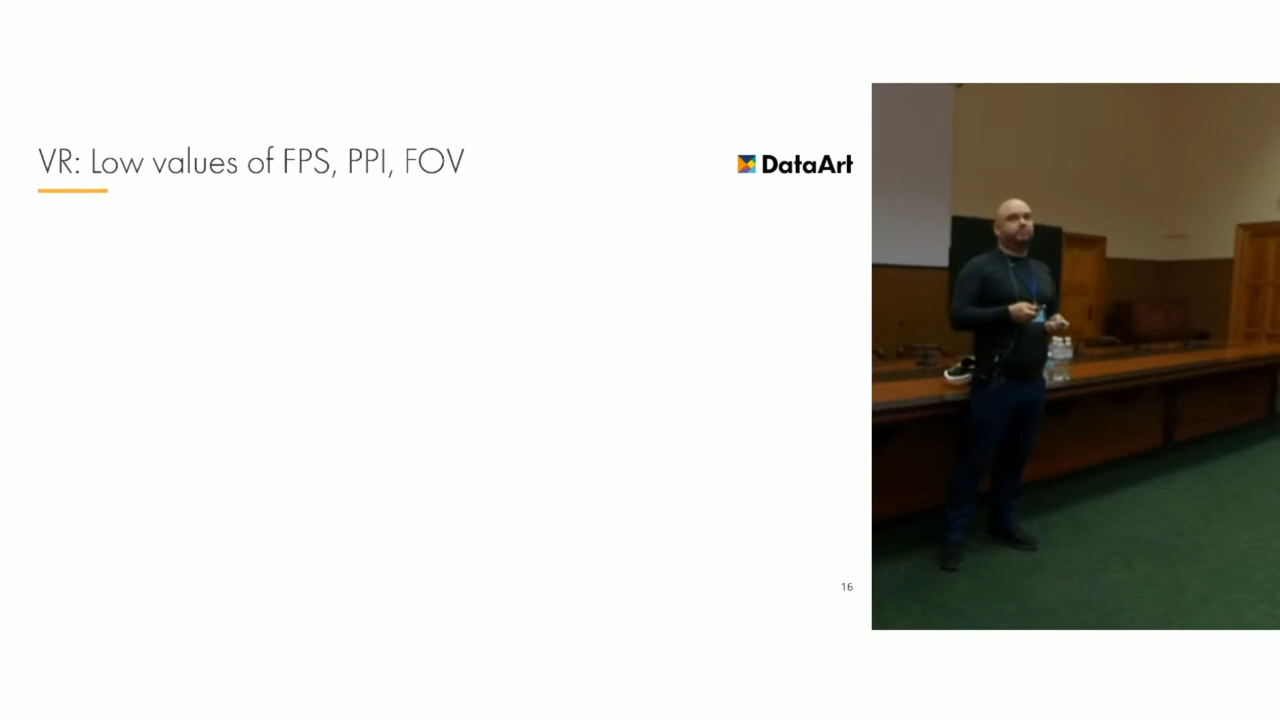 VR: Low values of FPS, PPI, FOV
DataArt
16